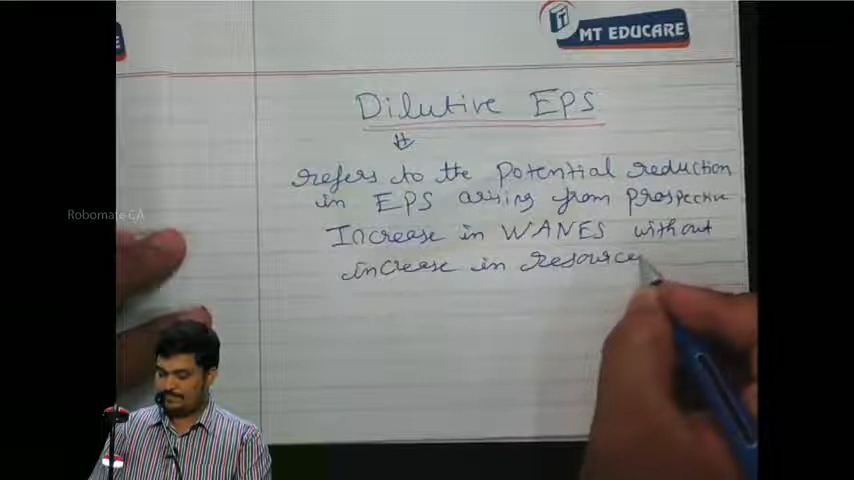 MT EDUCARE
Dilutive EPS
refers to the potential reduction
in EPS arising from prospective
Increase in WANES without
increase in resource
Robomate CA